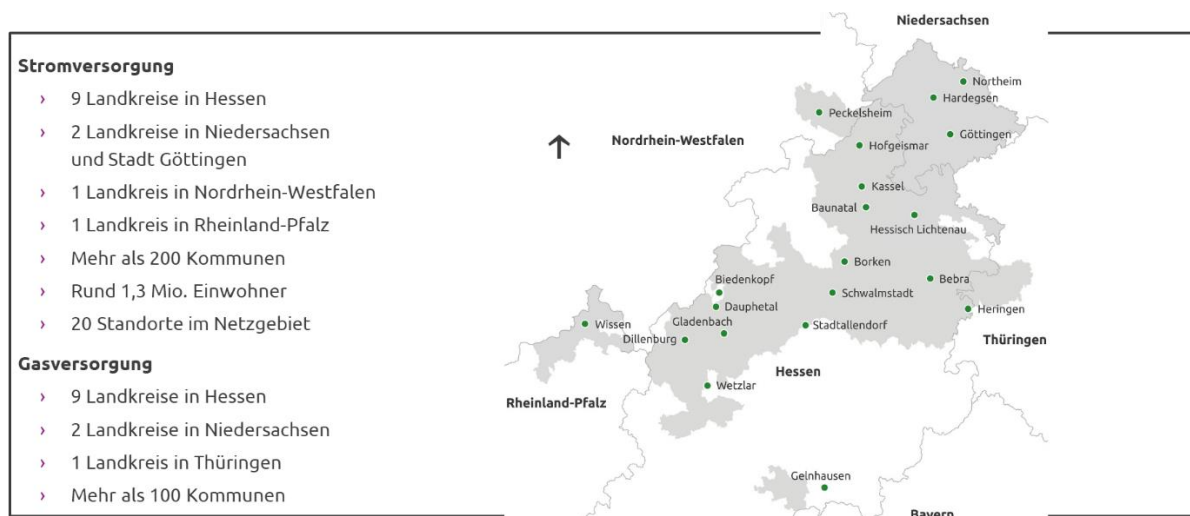 Stromversorgung
› 9 Landkreise in Hessen
› 2 Landkreise in Niedersachsen
und Stadt Göttingen
› 1 Landkreis in Nordrhein-Westfalen
› 1 Landkreis in Rheinland-Pfalz
› Mehr als 200 Kommunen
› Rund 1,3 Mio. Einwohner
› 20 Standorte im Netzgebiet
Gasversorgung
› 9 Landkreise in Hessen
› 2 Landkreise in Niedersachsen
› 1 Landkreis in Thüringen
› Mehr als 100 Kommunen
Niedersachsen
Northeim
Hardegsen
Peckelsheim
Göttingen
Nordrhein-Westfalen
Hofgeismar
Kassel
Baunatal
Hessisch Lichtenau
Borken
Biedenkopf
Bebra
Schwalmstadt
Dauphetal
Heringen
Gladenbach
Wissen
Stadtallendorf
Dillenburg
Thüringen
Hessen
Wetzlar
Rheinland-Pfalz
Gelnhausen
Bayern